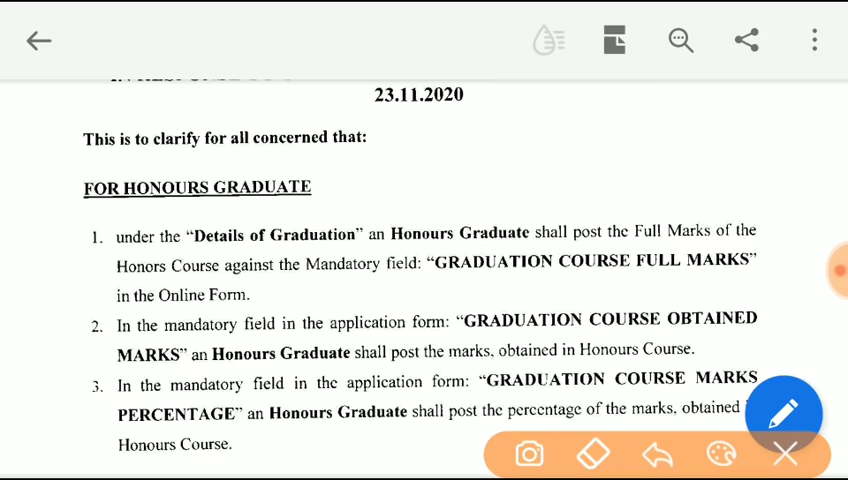 23.11.2020
This is to clarify for all concerned that:
FOR HONOURS GRADUATE
1. under the “Details of Graduation” an Honours Graduate shall post the Full Marks of the
Honors Course against the Mandatory field: “GRADUATION COURSE FULL MARKS”
in the Online Form.
2. In the mandatory field in the application form: “GRADUATION COURSE OBTAINED
MARKS” an Honours Graduate shall post the marks, obtained in Honours Course.
3. In the mandatory field in the application form: “GRADUATION COURSE MARKS
PERCENTAGE” an Honours Graduate shall post the percentage of the marks, obtained
Honours Course.